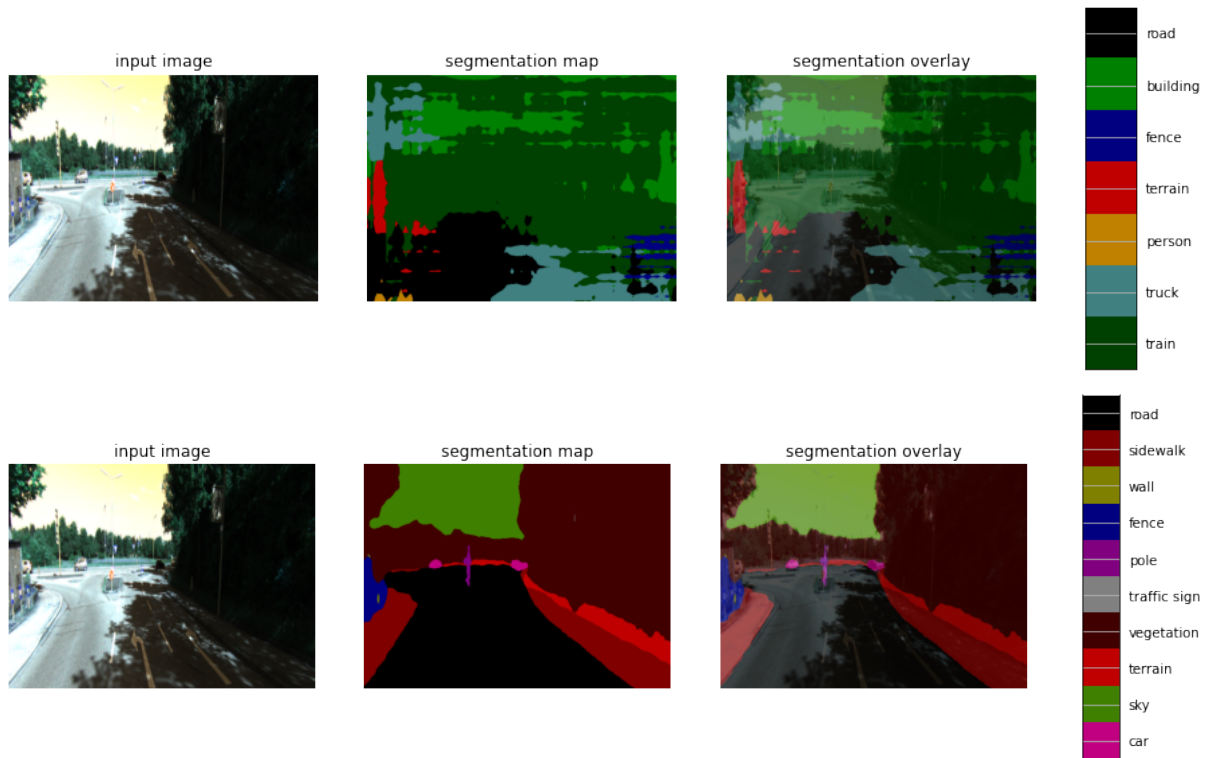 input image
segmentation map
segmentation overlay
road
building
fence
terrain
person
truck
train
input image
segmentation map
segmentation overlay
road
sidewalk
wall
fence
pole
traffic sign
vegetation
terrain
sky
car